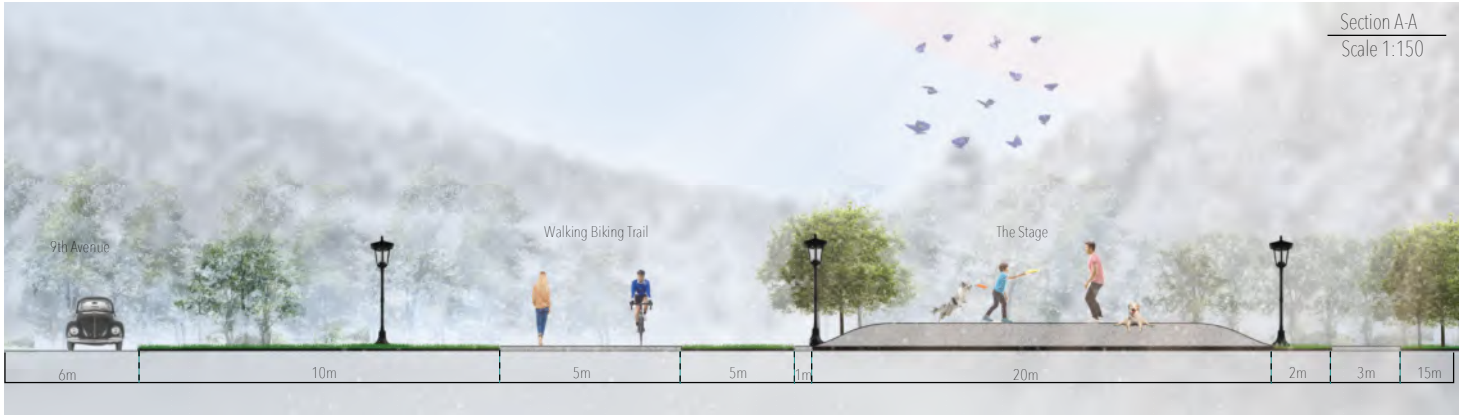 Section A-A
Scale 1:150
Walking Biking Trail
The Stage
9th Avenue
6m
10m
5m
5m
1m
20m
2m
3m
15m